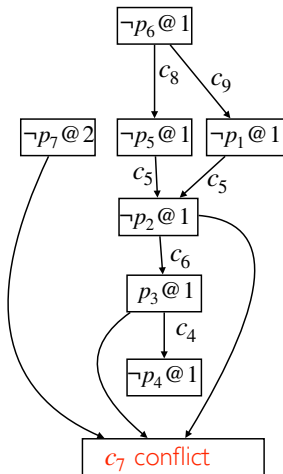 ¬p₆@1
c₈
c₉
¬p₇@2
¬p₅@1
¬p₁@1
c₅
c₅
¬p₂@1
c₆
p₃@1
c₄
¬p₄@1
c₇ conflict